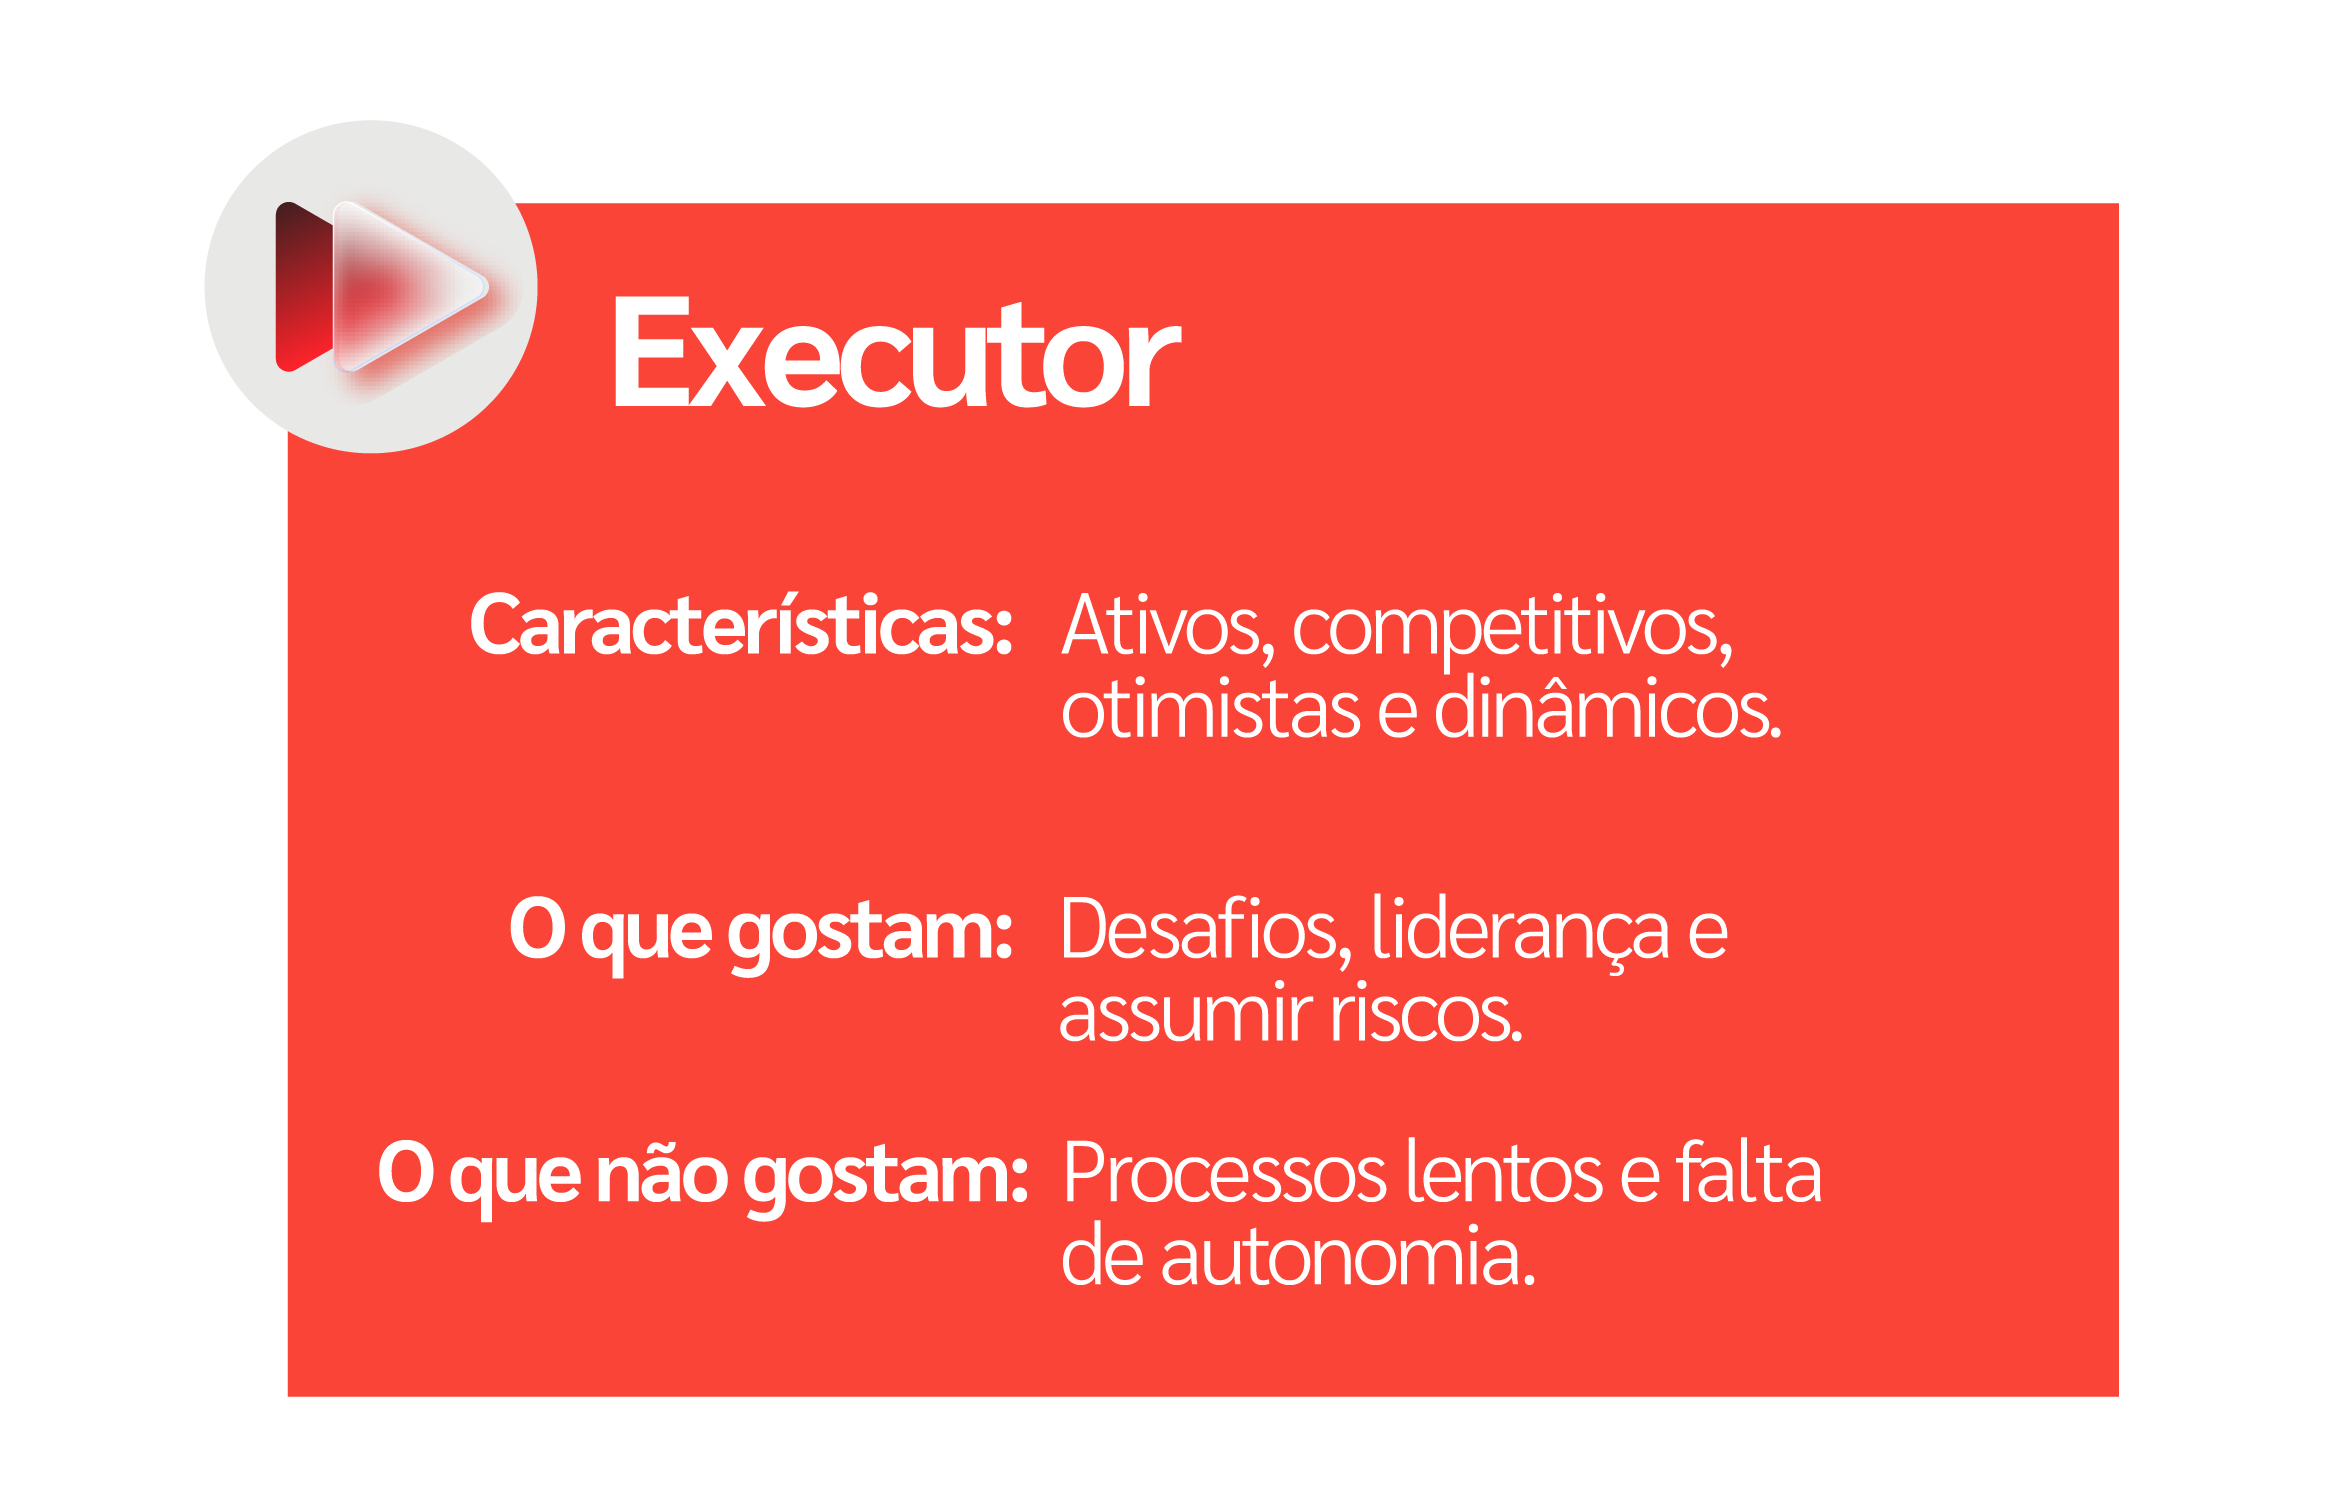 Executor
Características: Ativos, competitivos,
otimistas e dinâmicos.
O que gostam: Desafios, liderança e
assumir riscos.
O que não gostam: Processos lentos e falta
de autonomia.